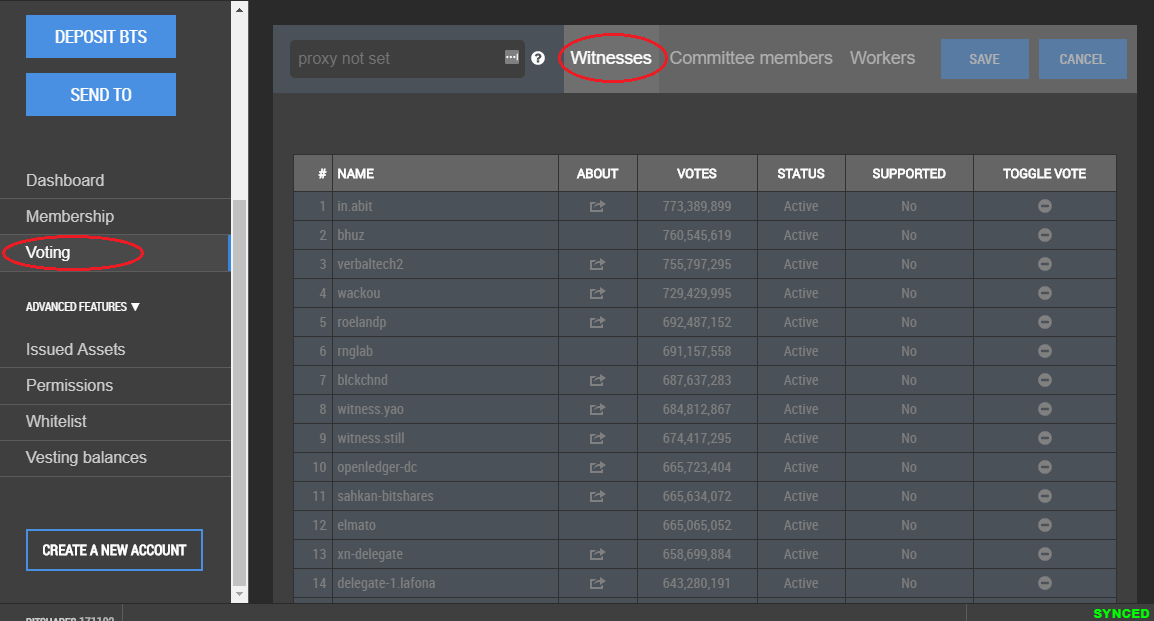 DEPOSIT BTS
SEND TO
Dashboard
Membership
Voting
ADVANCED FEATURES ▼
Issued Assets
Permissions
Whitelist
Vesting balances
CREATE A NEW ACCOUNT
proxy not set ? Witnesses Committee members Workers SAVE CANCEL
# NAME ABOUT VOTES STATUS SUPPORTED TOGGLE VOTE
1 in.abit 773,389,899 Active No
2 bhuz 760,545,619 Active No
3 verbaltech2 755,797,295 Active No
4 wackou 729,429,995 Active No
5 roelandp 692,487,152 Active No
6 rnglab 691,157,558 Active No
7 blckchnd 687,637,283 Active No
8 witness.yao 684,812,867 Active No
9 witness.still 674,417,295 Active No
10 openledger-dc 665,723,404 Active No
11 sahkan-bitshares 665,634,072 Active No
12 elmato 665,065,052 Active No
13 xn-delegate 658,699,884 Active No
14 delegate-1.lafona 643,280,191 Active No
SYNCED